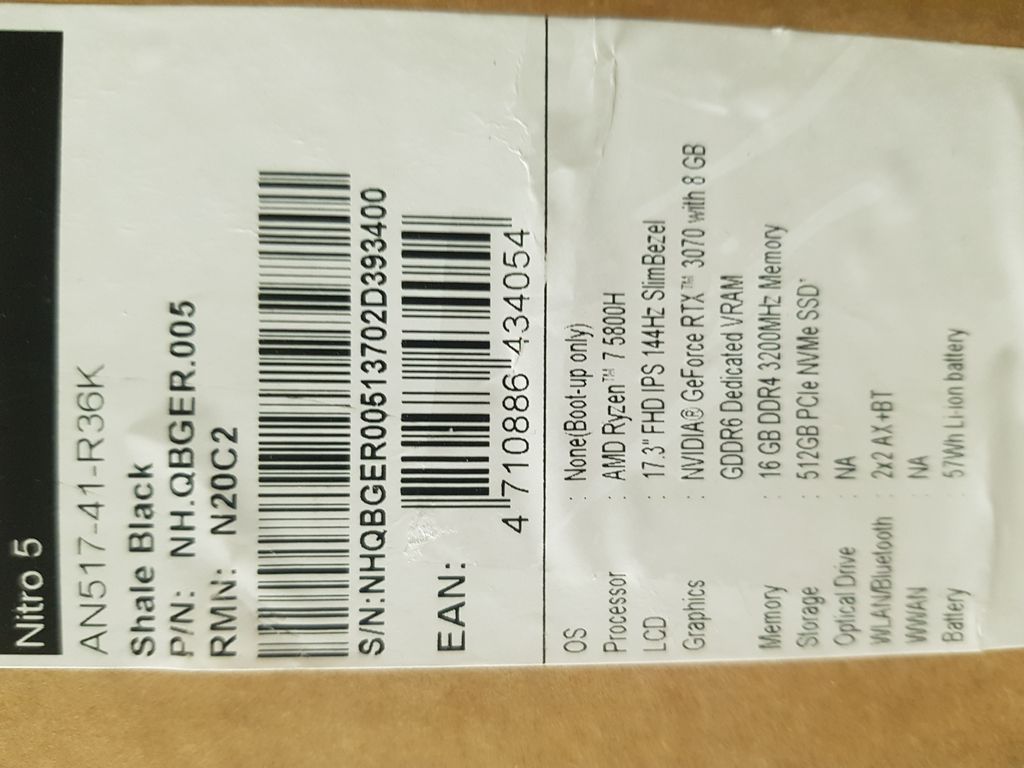 Nitro 5
AN517-41-R36K
Shale Black
P/N: NH.QBGER.005
RMN: N20C2
S/N:NHQBGER00513702D393400
EAN:
4 710886 434054
OS : None(Boot-up only)
Processor : AMD Ryzen™ 7 5800H
LCD : 17.3" FHD IPS 144Hz SlimBezel
Graphics : NVIDIA® GeForce RTX™ 3070 with 8 GB
GDDR6 Dedicated VRAM
Memory : 16 GB DDR4 3200MHz Memory
Storage : 512GB PCIe NVMe SSD*
Optical Drive : NA
WLAN/Bluetooth : 2x2 AX+BT
WWAN : NA
Battery : 57Wh Li-ion battery